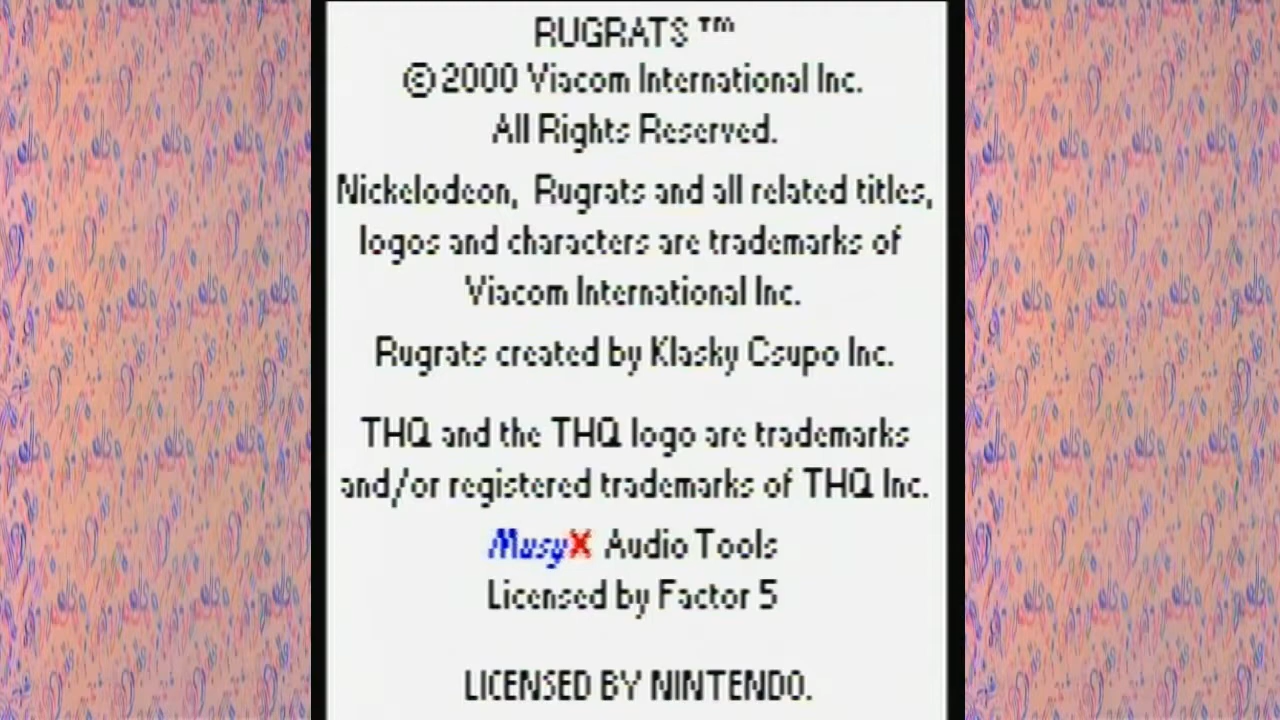 RUGRATS ™
© 2000 Viacom International Inc.
All Rights Reserved.
Nickelodeon, Rugrats and all related titles,
logos and characters are trademarks of
Viacom International Inc.
Rugrats created by Klasky Csupo Inc.
THQ and the THQ logo are trademarks
and/or registered trademarks of THQ Inc.
MusyX Audio Tools
Licensed by Factor 5
LICENSED BY NINTENDO.